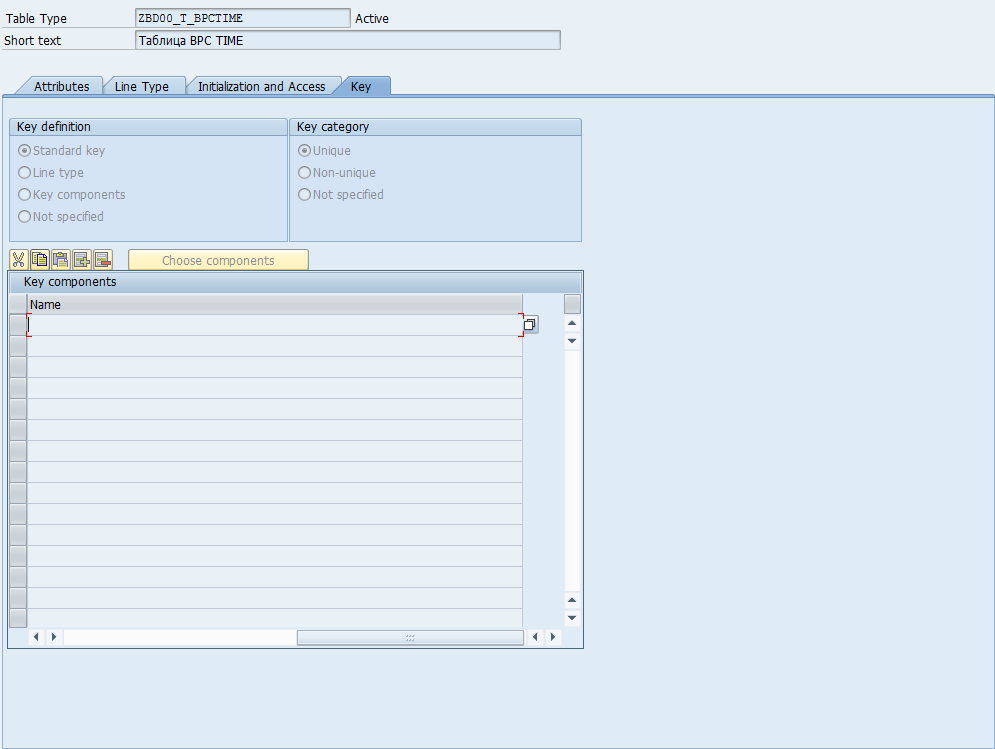 Table Type ZBD00_T_BPCTIME Active
Short text Таблица BPC TIME
Attributes Line Type Initialization and Access Key
Key definition Key category
Standard key Unique
Line type Non-unique
Key components Not specified
Not specified
Choose components
Key components
Name